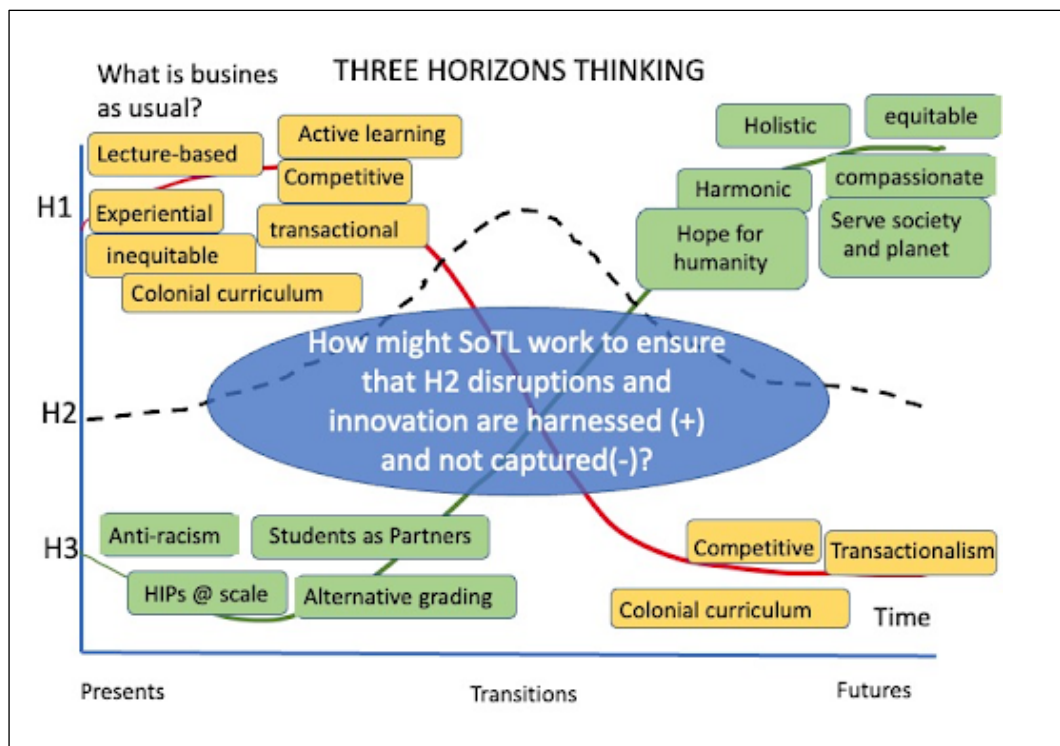 What is busines
as usual?
THREE HORIZONS THINKING
Lecture-based
Active learning
Competitive
Experiential
transactional
inequitable
Colonial curriculum
Holistic
equitable
Harmonic
compassionate
Hope for
humanity
Serve society
and planet
H1
H2
H3
How might SoTL work to ensure
that H2 disruptions and
innovation are harnessed (+)
and not captured(-)?
Anti-racism
Students as Partners
HIPs @ scale
Alternative grading
Competitive
Transactionalism
Colonial curriculum
Time
Presents
Transitions
Futures